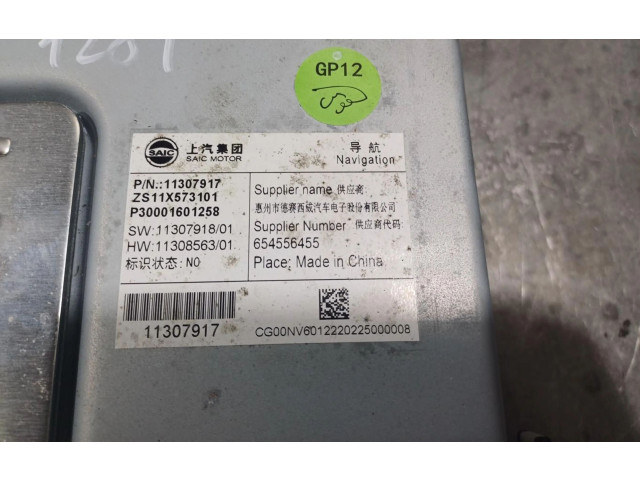 GP12
SAIC
上汽集团
SAIC MOTOR
导航
Navigation
P/N.:11307917
ZS11X573101
P30001601258
SW:11307918/01
HW:11308563/01
标识状态: NO
Supplier name 供应商:
惠州市德赛西威汽车电子股份有限公司
Supplier Number 供应商代码:
654556455
Place: Made in China
11307917
CG00NV6012220225000008